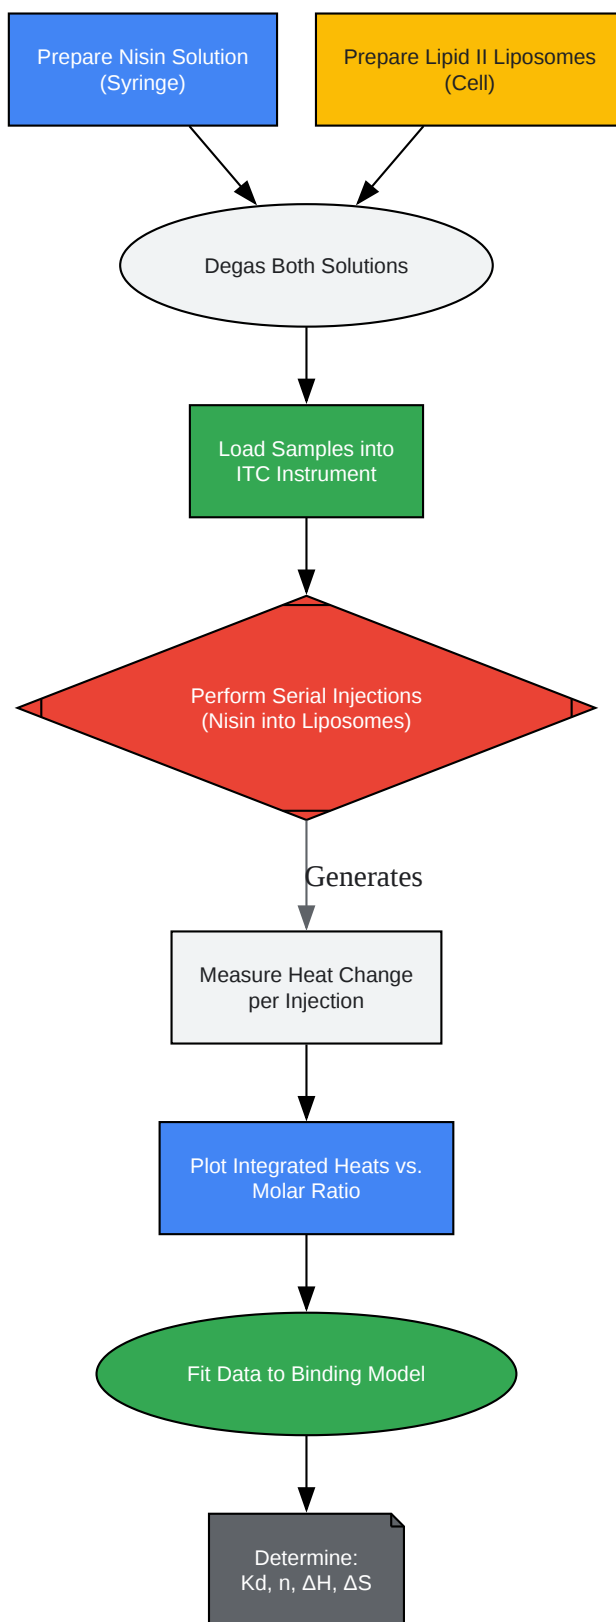 Prepare Nisin Solution
(Syringe)
Prepare Lipid II Liposomes
(Cell)
Degas Both Solutions
Load Samples into
ITC Instrument
Perform Serial Injections
(Nisin into Liposomes)
Generates
Measure Heat Change
per Injection
Plot Integrated Heats vs.
Molar Ratio
Fit Data to Binding Model
Determine:
Kd, n, ΔH, ΔS